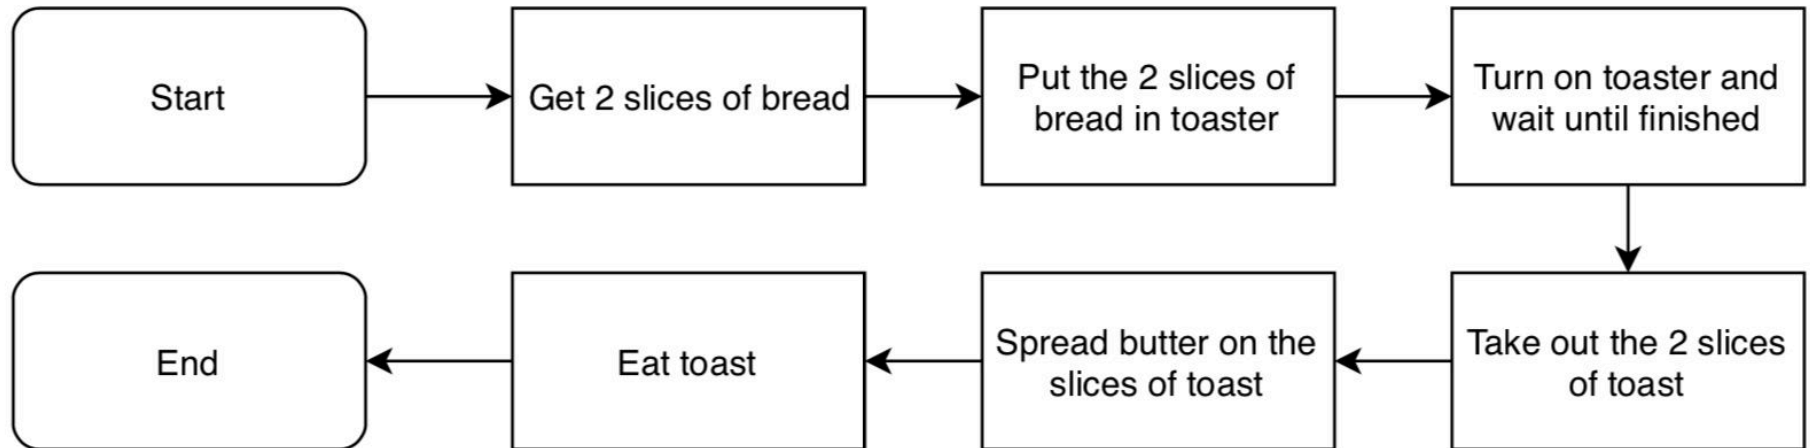 Start
Get 2 slices of bread
Put the 2 slices of
bread in toaster
Turn on toaster and
wait until finished
Take out the 2 slices
of toast
Spread butter on the
slices of toast
Eat toast
End